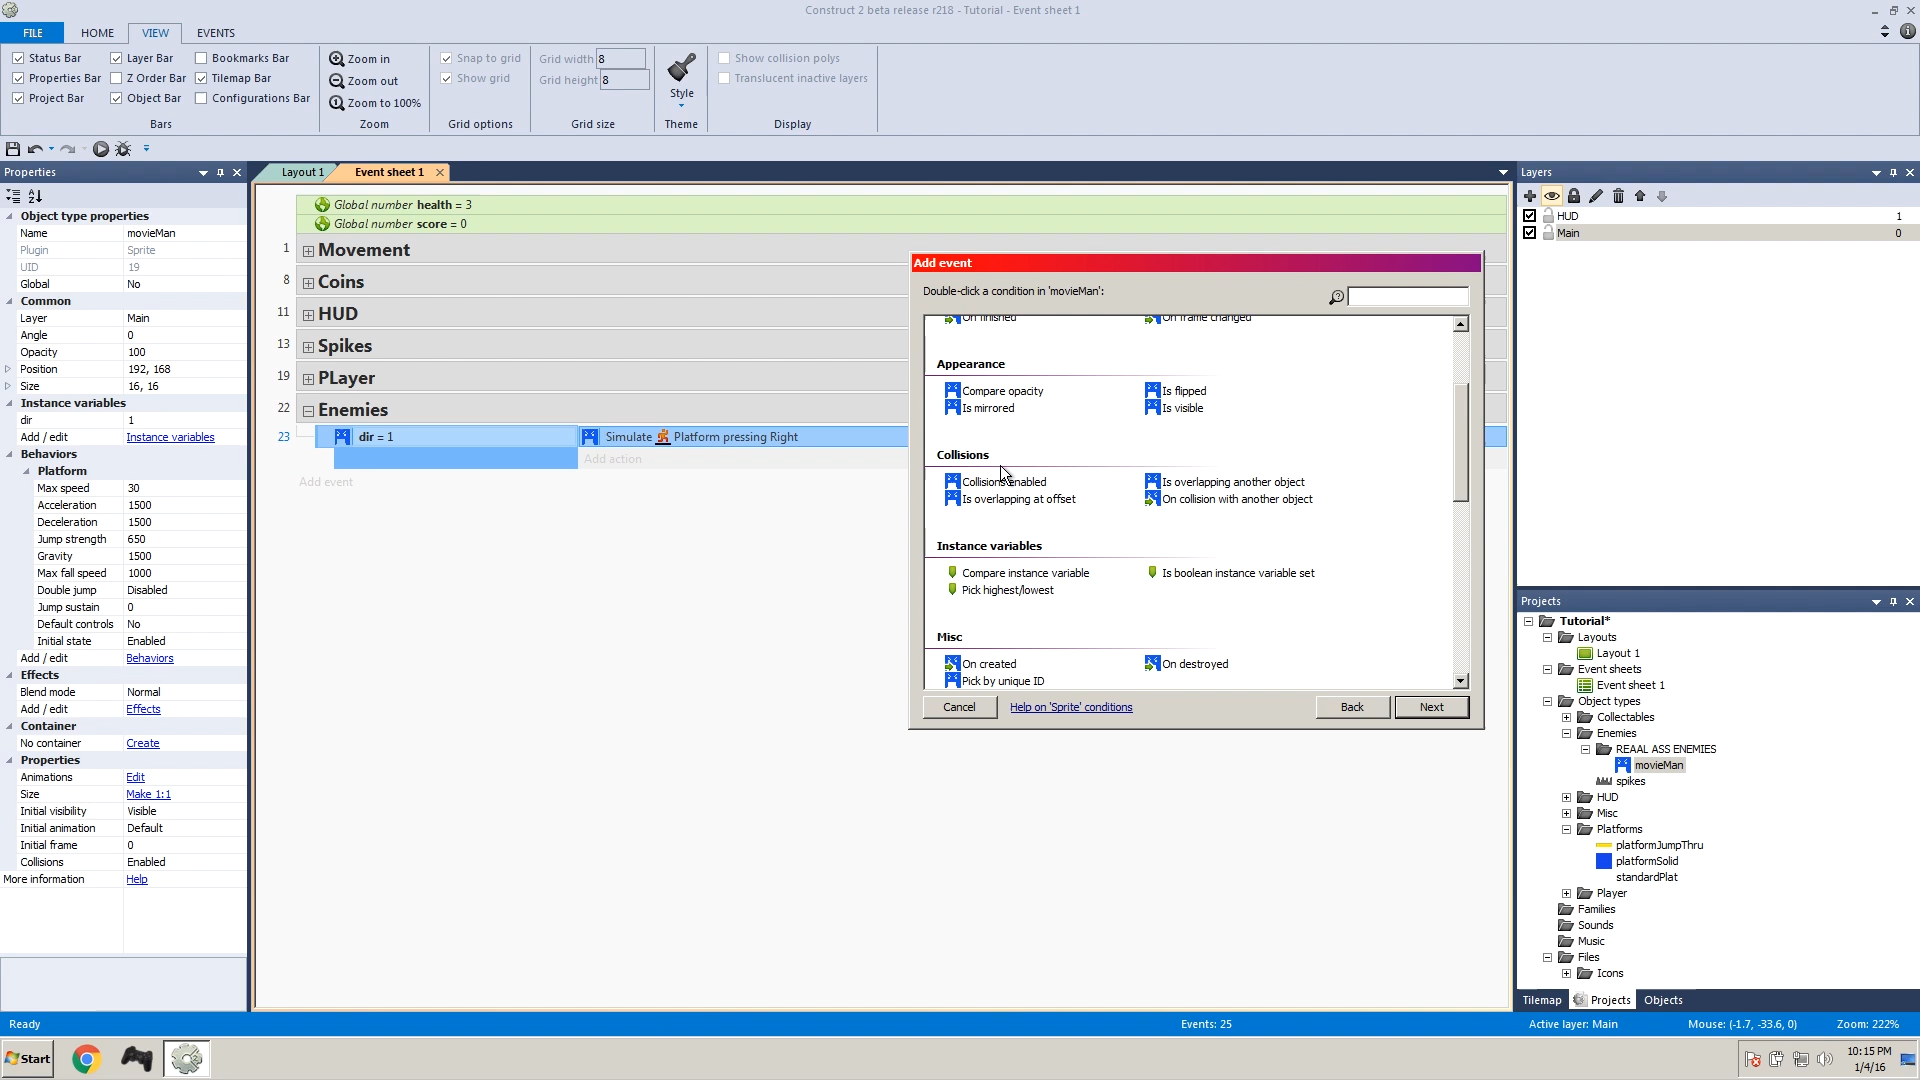 Construct 2 beta release r218 - Tutorial - Event sheet 1
FILE HOME VIEW EVENTS
Status Bar Layer Bar Bookmarks Bar
Properties Bar Z Order Bar Tilemap Bar
Project Bar Object Bar Configurations Bar
Bars
Zoom in
Zoom out
Zoom to 100%
Zoom
Snap to grid
Show grid
Grid options
Grid width 8
Grid height 8
Grid size
Style
Theme
Show collision polys
Translucent inactive layers
Display
Properties
Object type properties
Name movieMan
Plugin Sprite
UID 19
Global No
Common
Layer Main
Angle 0
Opacity 100
Position 192, 168
Size 16, 16
Instance variables
dir 1
Add / edit Instance variables
Behaviors
Platform
Max speed 30
Acceleration 1500
Deceleration 1500
Jump strength 650
Gravity 1500
Max fall speed 1000
Double jump Disabled
Jump sustain 0
Default controls No
Initial state Enabled
Add / edit Behaviors
Effects
Blend mode Normal
Add / edit Effects
Container
No container Create
Properties
Animations Edit
Size Make 1:1
Initial visibility Visible
Initial animation Default
Initial frame 0
Collisions Enabled
More information Help
Layout 1 Event sheet 1
Global number health = 3
Global number score = 0
1 Movement
8 Coins
11 HUD
13 Spikes
19 PLayer
22 Enemies
23 dir = 1 Simulate Platform pressing Right
Add action
Add event
Add event
Double-click a condition in 'movieMan':
On finished On frame changed
Appearance
Compare opacity Is flipped
Is mirrored Is visible
Collisions
Collisions enabled Is overlapping another object
Is overlapping at offset On collision with another object
Instance variables
Compare instance variable Is boolean instance variable set
Pick highest/lowest
Misc
On created On destroyed
Pick by unique ID
Cancel Help on 'Sprite' conditions Back Next
Layers
HUD 1
Main 0
Projects
Tutorial*
Layouts
Layout 1
Event sheets
Event sheet 1
Object types
Collectables
Enemies
REAAL ASS ENEMIES
movieMan
spikes
HUD
Misc
Platforms
platformJumpThru
platformSolid
standardPlat
Player
Families
Sounds
Music
Files
Icons
Tilemap Projects Objects
Ready Events: 25 Active layer: Main Mouse: (-1.7, -33.6, 0) Zoom: 222%
Start 10:15 PM
1/4/16